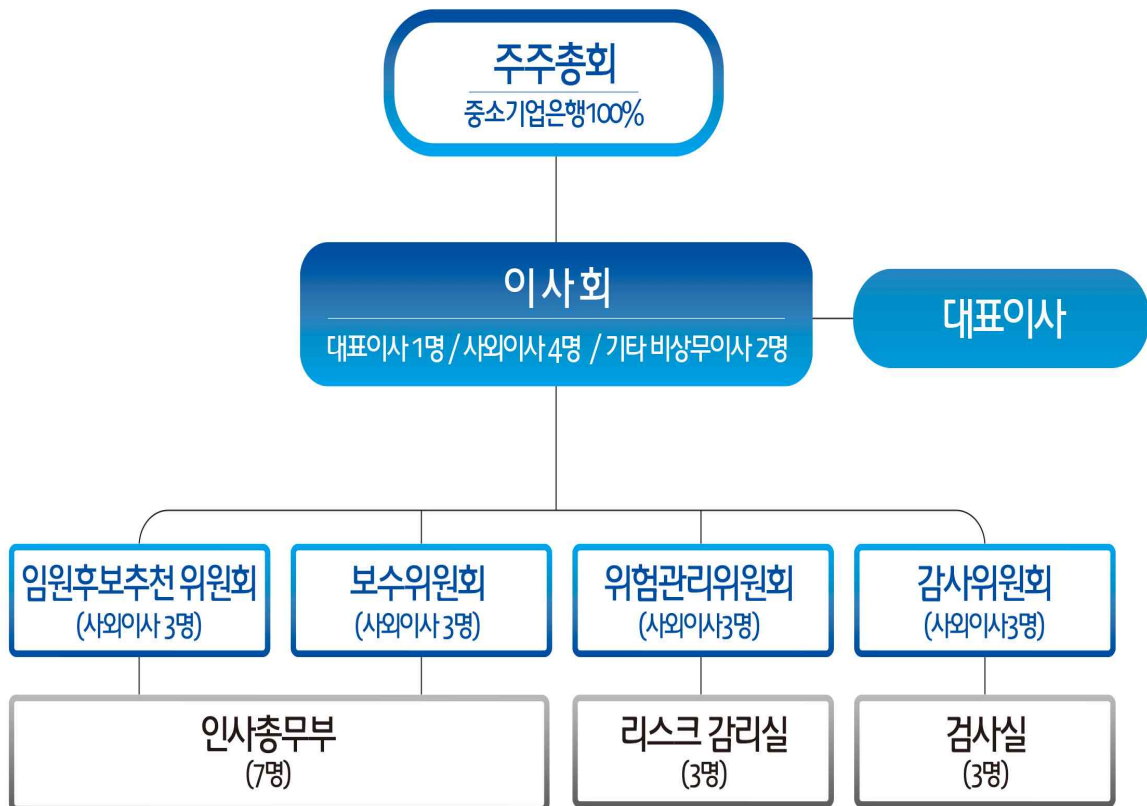 주주총회
중소기업은행100%
이사회
대표이사 1명 / 사외이사 4명 / 기타 비상무이사 2명
대표이사
임원후보추천 위원회
(사외이사 3명)
보수위원회
(사외이사 3명)
위험관리위원회
(사외이사3명)
감사위원회
(사외이사3명)
인사총무부
(7명)
리스크 감리실
(3명)
검사실
(3명)